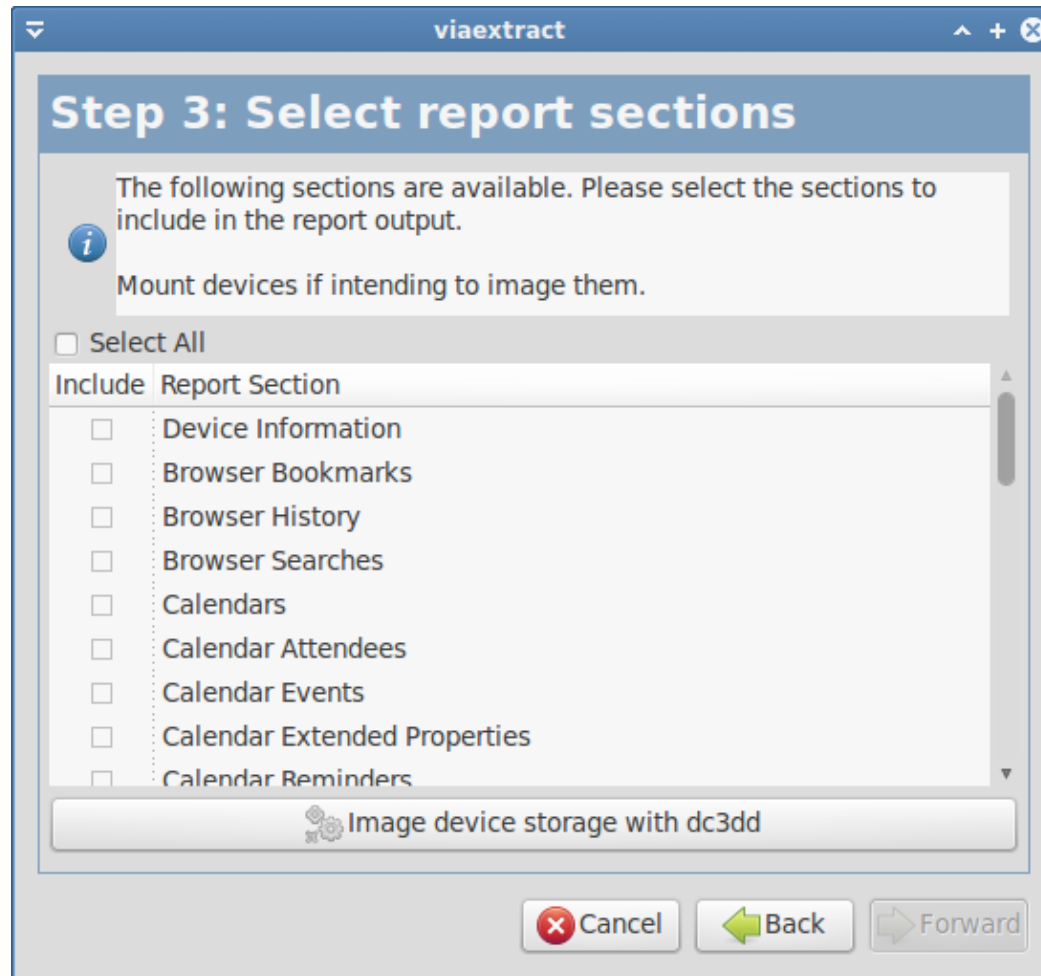 viaextract
Step 3: Select report sections
The following sections are available. Please select the sections to
include in the report output.
Mount devices if intending to image them.
Select All
Include Report Section
Device Information
Browser Bookmarks
Browser History
Browser Searches
Calendars
Calendar Attendees
Calendar Events
Calendar Extended Properties
Calendar Reminders
Image device storage with dc3dd
Cancel Back Forward